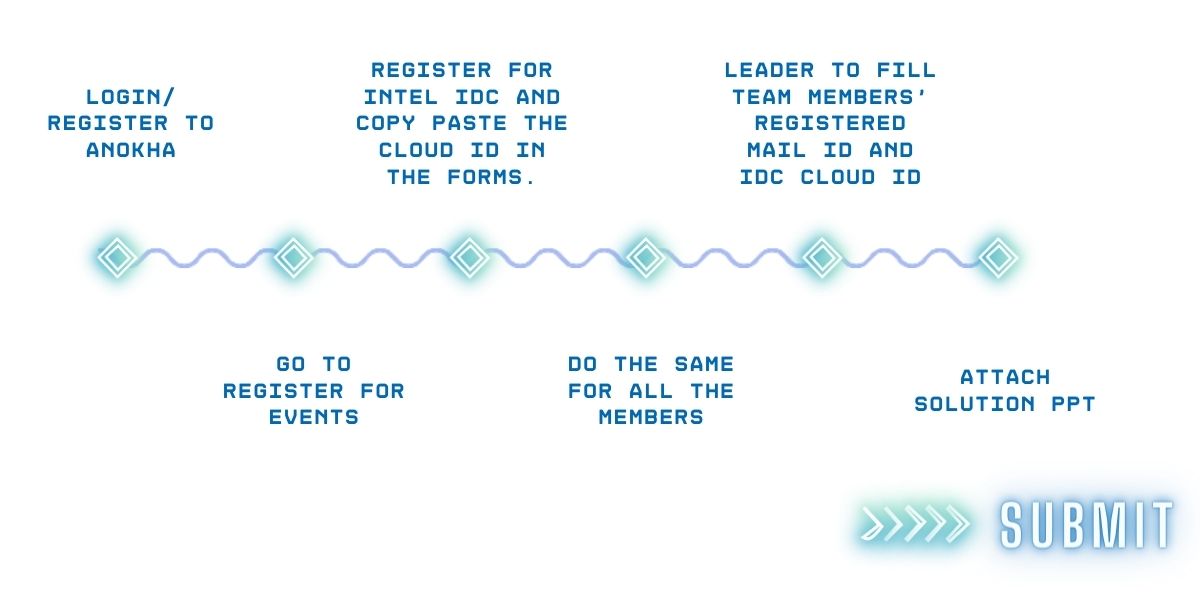 LOGIN/
REGISTER TO
ANOKHA
GO TO
REGISTER FOR
EVENTS
REGISTER FOR
INTEL IDC AND
COPY PASTE THE
CLOUD ID IN
THE FORMS.
DO THE SAME
FOR ALL THE
MEMBERS
LEADER TO FILL
TEAM MEMBERS'
REGISTERED
MAIL ID AND
IDC CLOUD ID
ATTACH
SOLUTION PPT
SUBMIT